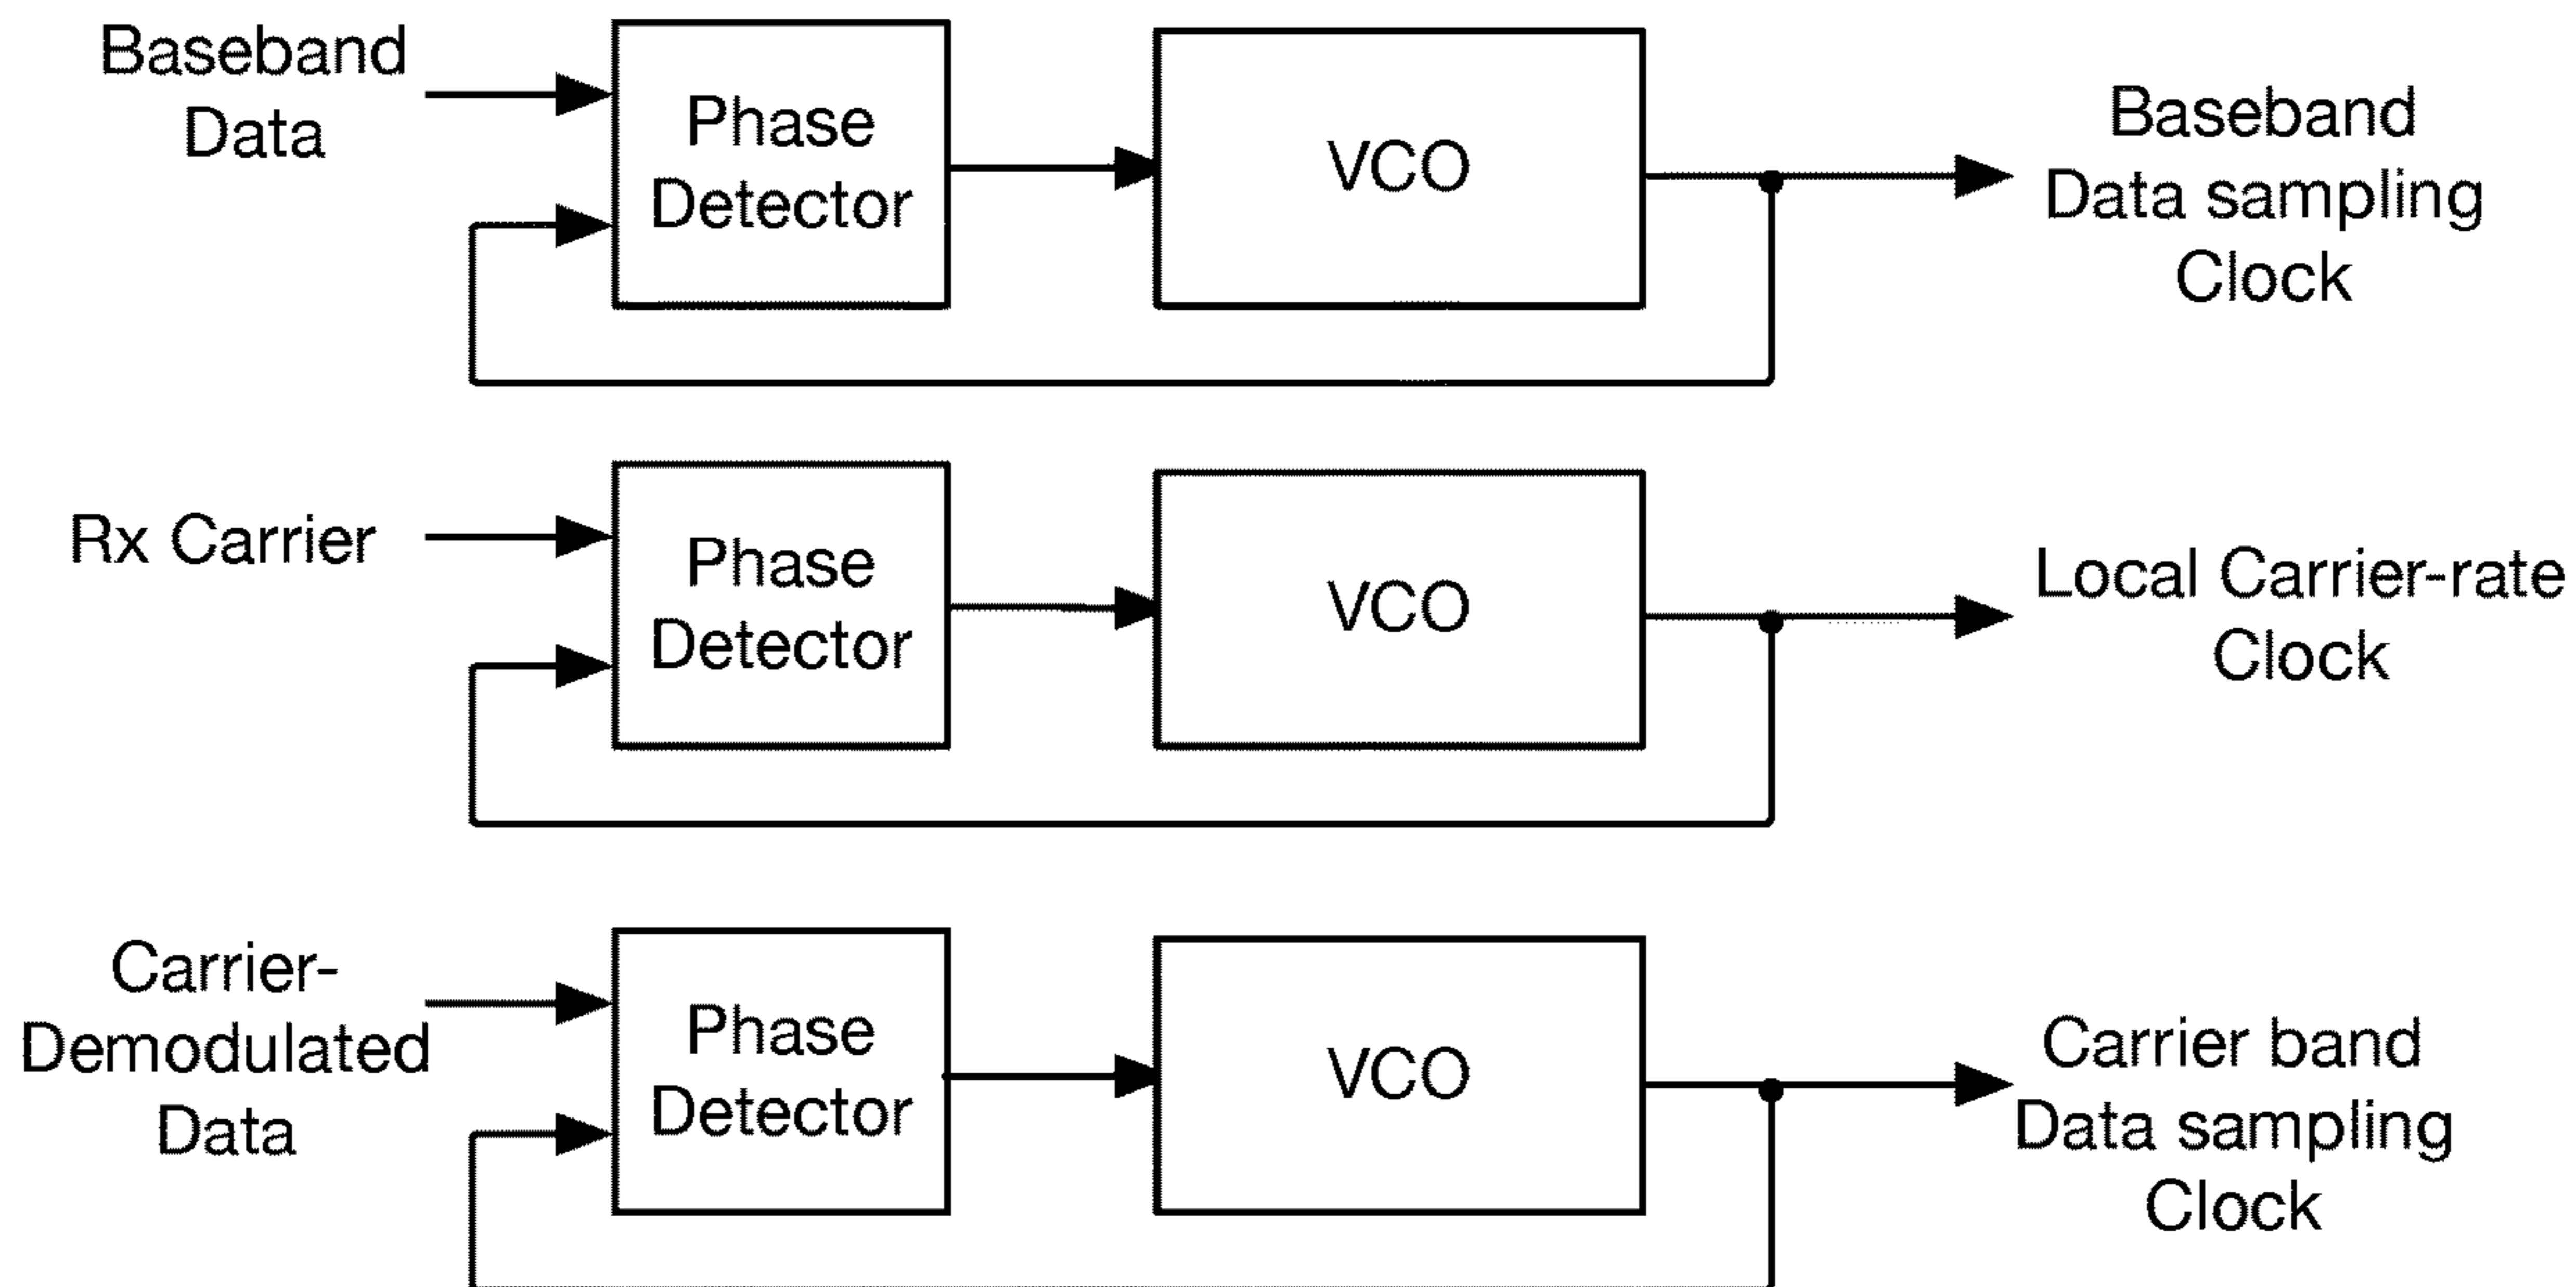 Baseband
Data
Phase
Detector
VCO
Baseband
Data sampling
Clock
Rx Carrier
Phase
Detector
VCO
Local Carrier-rate
Clock
Carrier-
Demodulated
Data
Phase
Detector
VCO
Carrier band
Data sampling
Clock